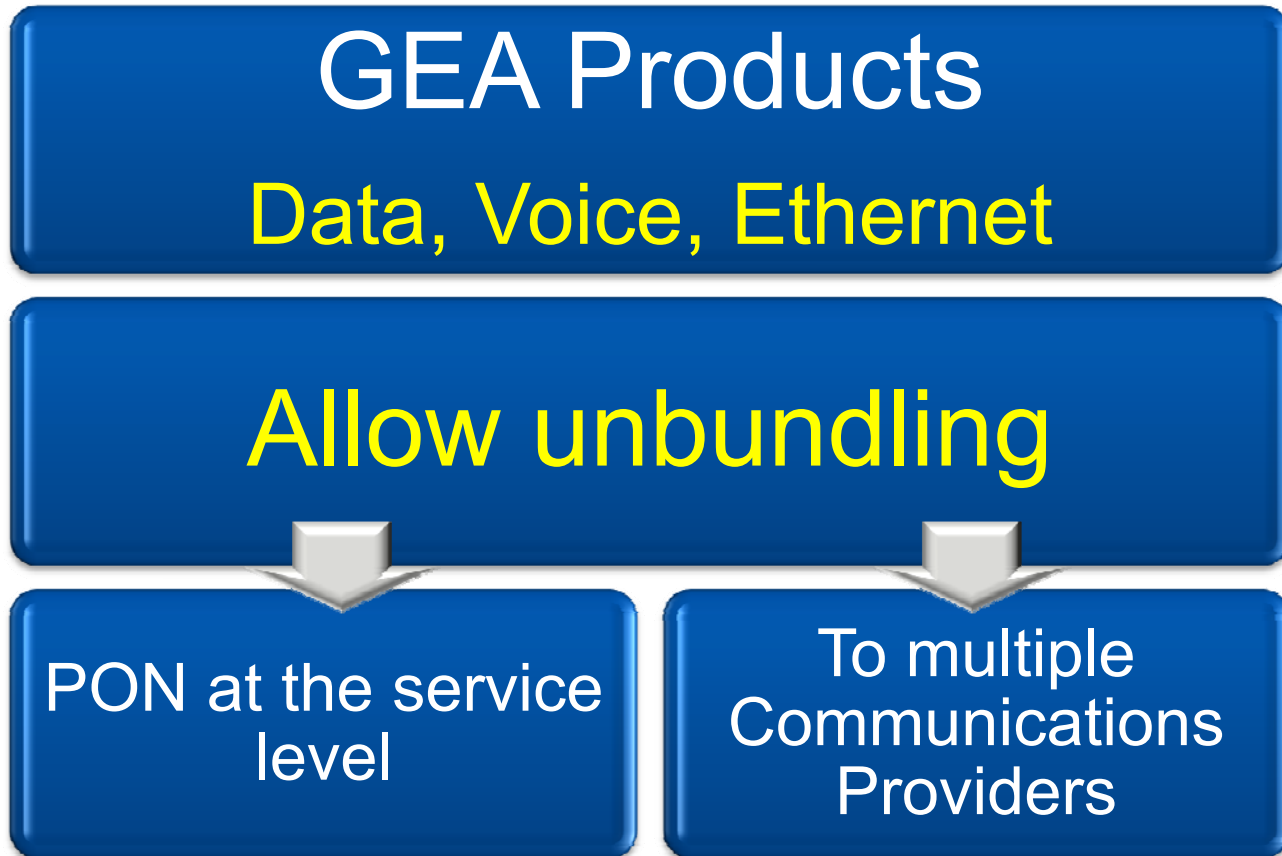 GEA Products
Data, Voice, Ethernet
Allow unbundling
PON at the service
level
To multiple
Communications
Providers